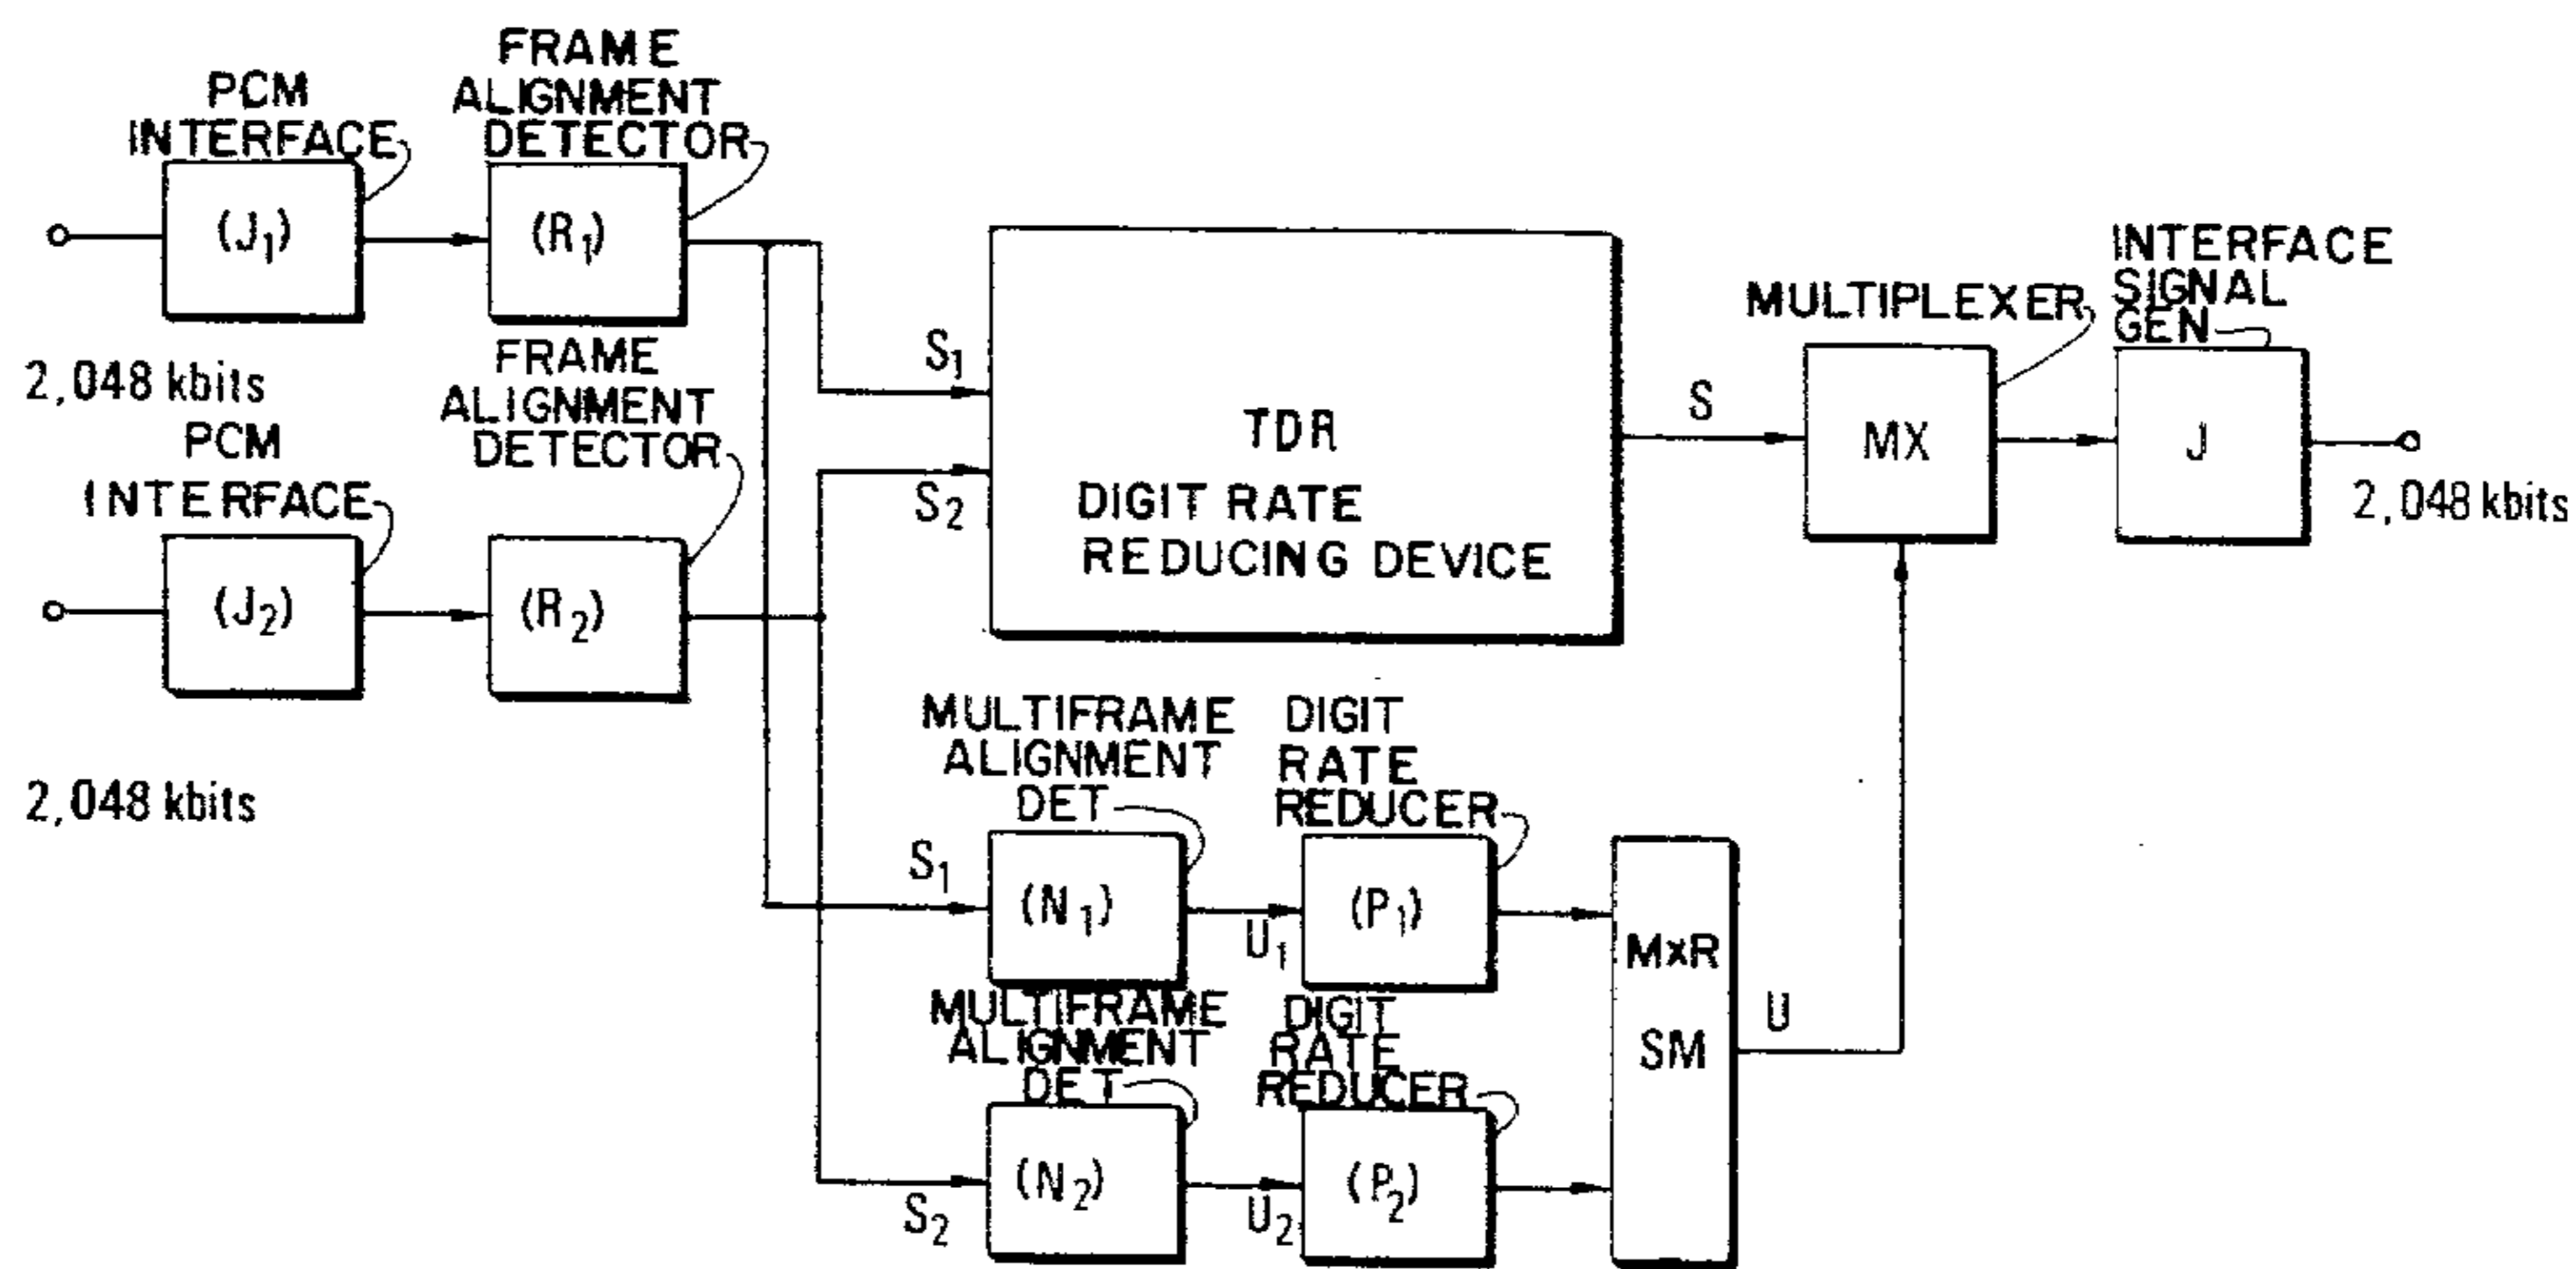 PCM
INTERFACE
FRAME
ALIGNMENT
DETECTOR
(J1)
(R1)
2,048 kbits
PCM
INTERFACE
FRAME
ALIGNMENT
DETECTOR
(J2)
(R2)
2,048 kbits
S1
S2
TDR
DIGIT RATE
REDUCING DEVICE
S
MULTIPLEXER
MX
INTERFACE
SIGNAL
GEN
J
2,048 kbits
MULTIFRAME
ALIGNMENT
DET
DIGIT
RATE
REDUCER
S1
(N1)
U1
(P1)
MULTIFRAME
ALIGNMENT
DET
DIGIT
RATE
REDUCER
S2
(N2)
U2
(P2)
MxR
SM
U